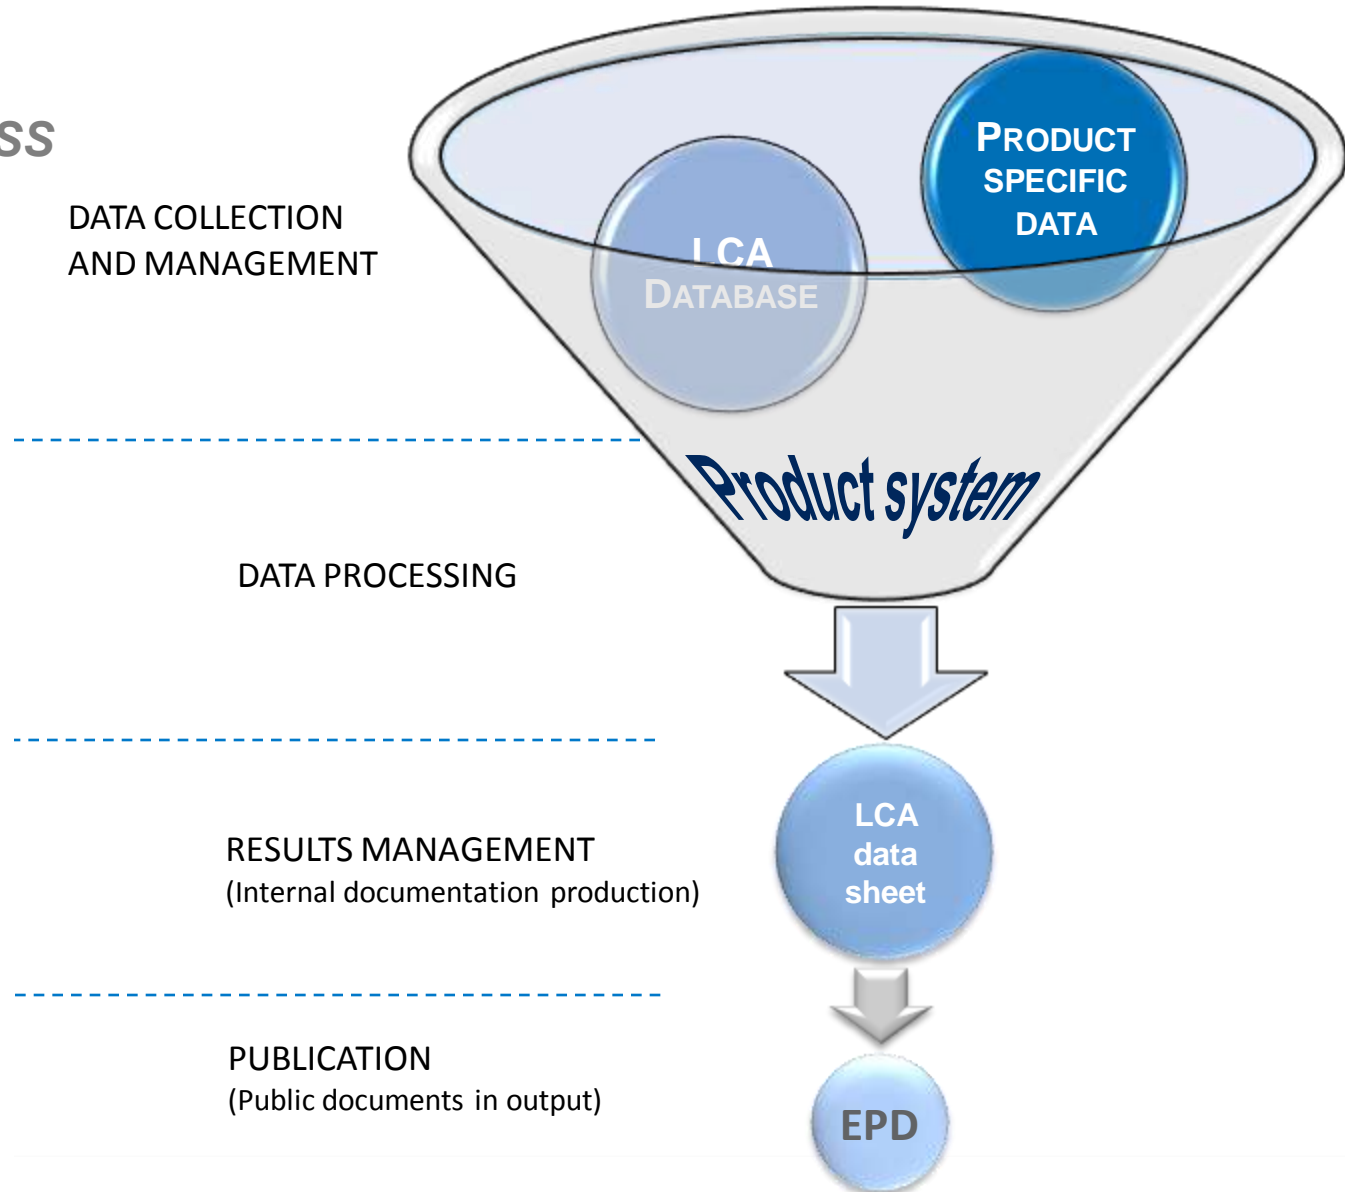 ss
DATA COLLECTION
AND MANAGEMENT
PRODUCT
SPECIFIC
DATA
LCA
DATABASE
Product system
DATA PROCESSING
RESULTS MANAGEMENT
(Internal documentation production)
LCA
data
sheet
PUBLICATION
(Public documents in output)
EPD